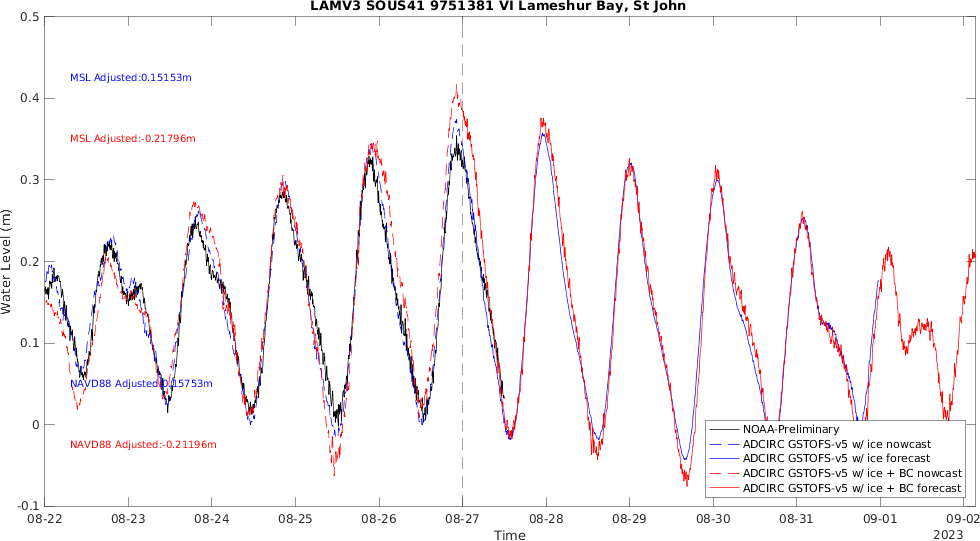 LAMV3 SOUS41 9751381 VI Lameshur Bay, St John
0.5
0.4
0.3
0.2
0.1
0
-0.1
Water Level (m)
MSL Adjusted:0.15153m
MSL Adjusted:-0.21796m
NAVD88 Adjusted:0.15753m
NAVD88 Adjusted:-0.21196m
NOAA-Preliminary
ADCIRC GSTOFS-v5 w/ ice nowcast
ADCIRC GSTOFS-v5 w/ ice forecast
ADCIRC GSTOFS-v5 w/ ice + BC nowcast
ADCIRC GSTOFS-v5 w/ ice + BC forecast
08-22 08-23 08-24 08-25 08-26 08-27 08-28 08-29 08-30 08-31 09-01 09-02
Time
2023